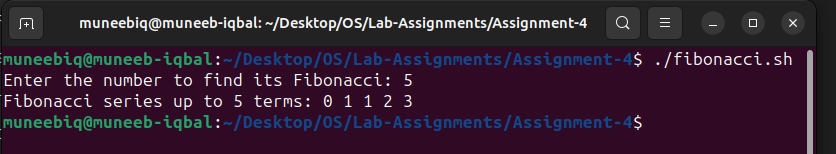 muneebiq@muneeb-iqbal: ~/Desktop/OS/Lab-Assignments/Assignment-4
muneebiq@muneeb-iqbal:~/Desktop/OS/Lab-Assignments/Assignment-4$ ./fibonacci.sh
Enter the number to find its Fibonacci: 5
Fibonacci series up to 5 terms: 0 1 1 2 3
muneebiq@muneeb-iqbal:~/Desktop/OS/Lab-Assignments/Assignment-4$